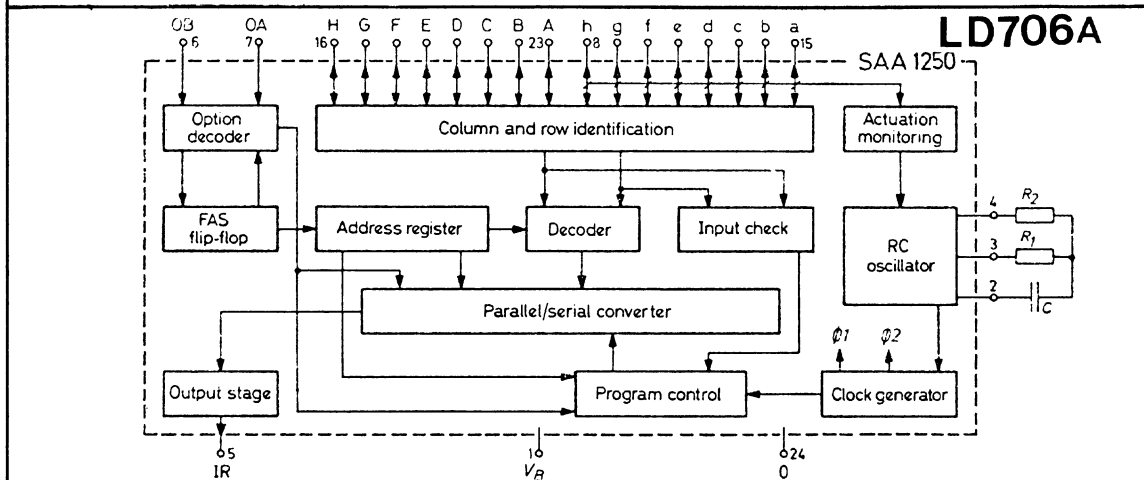 LD706A
OB OA H G F E D C B A h g f e d c b a
6 7 16 23 8 15
SAA 1250
Option
decoder
Column and row identification
Actuation
monitoring
FAS
flip-flop
Address register
Decoder
Input check
RC
oscillator
4 R2
3 R1
2 C
Parallel/serial converter
φ1 φ2
Output stage
Program control
Clock generator
5 1 24
IR VB 0